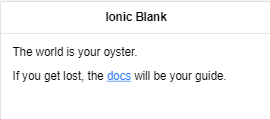 Ionic Blank
The world is your oyster.
If you get lost, the docs will be your guide.